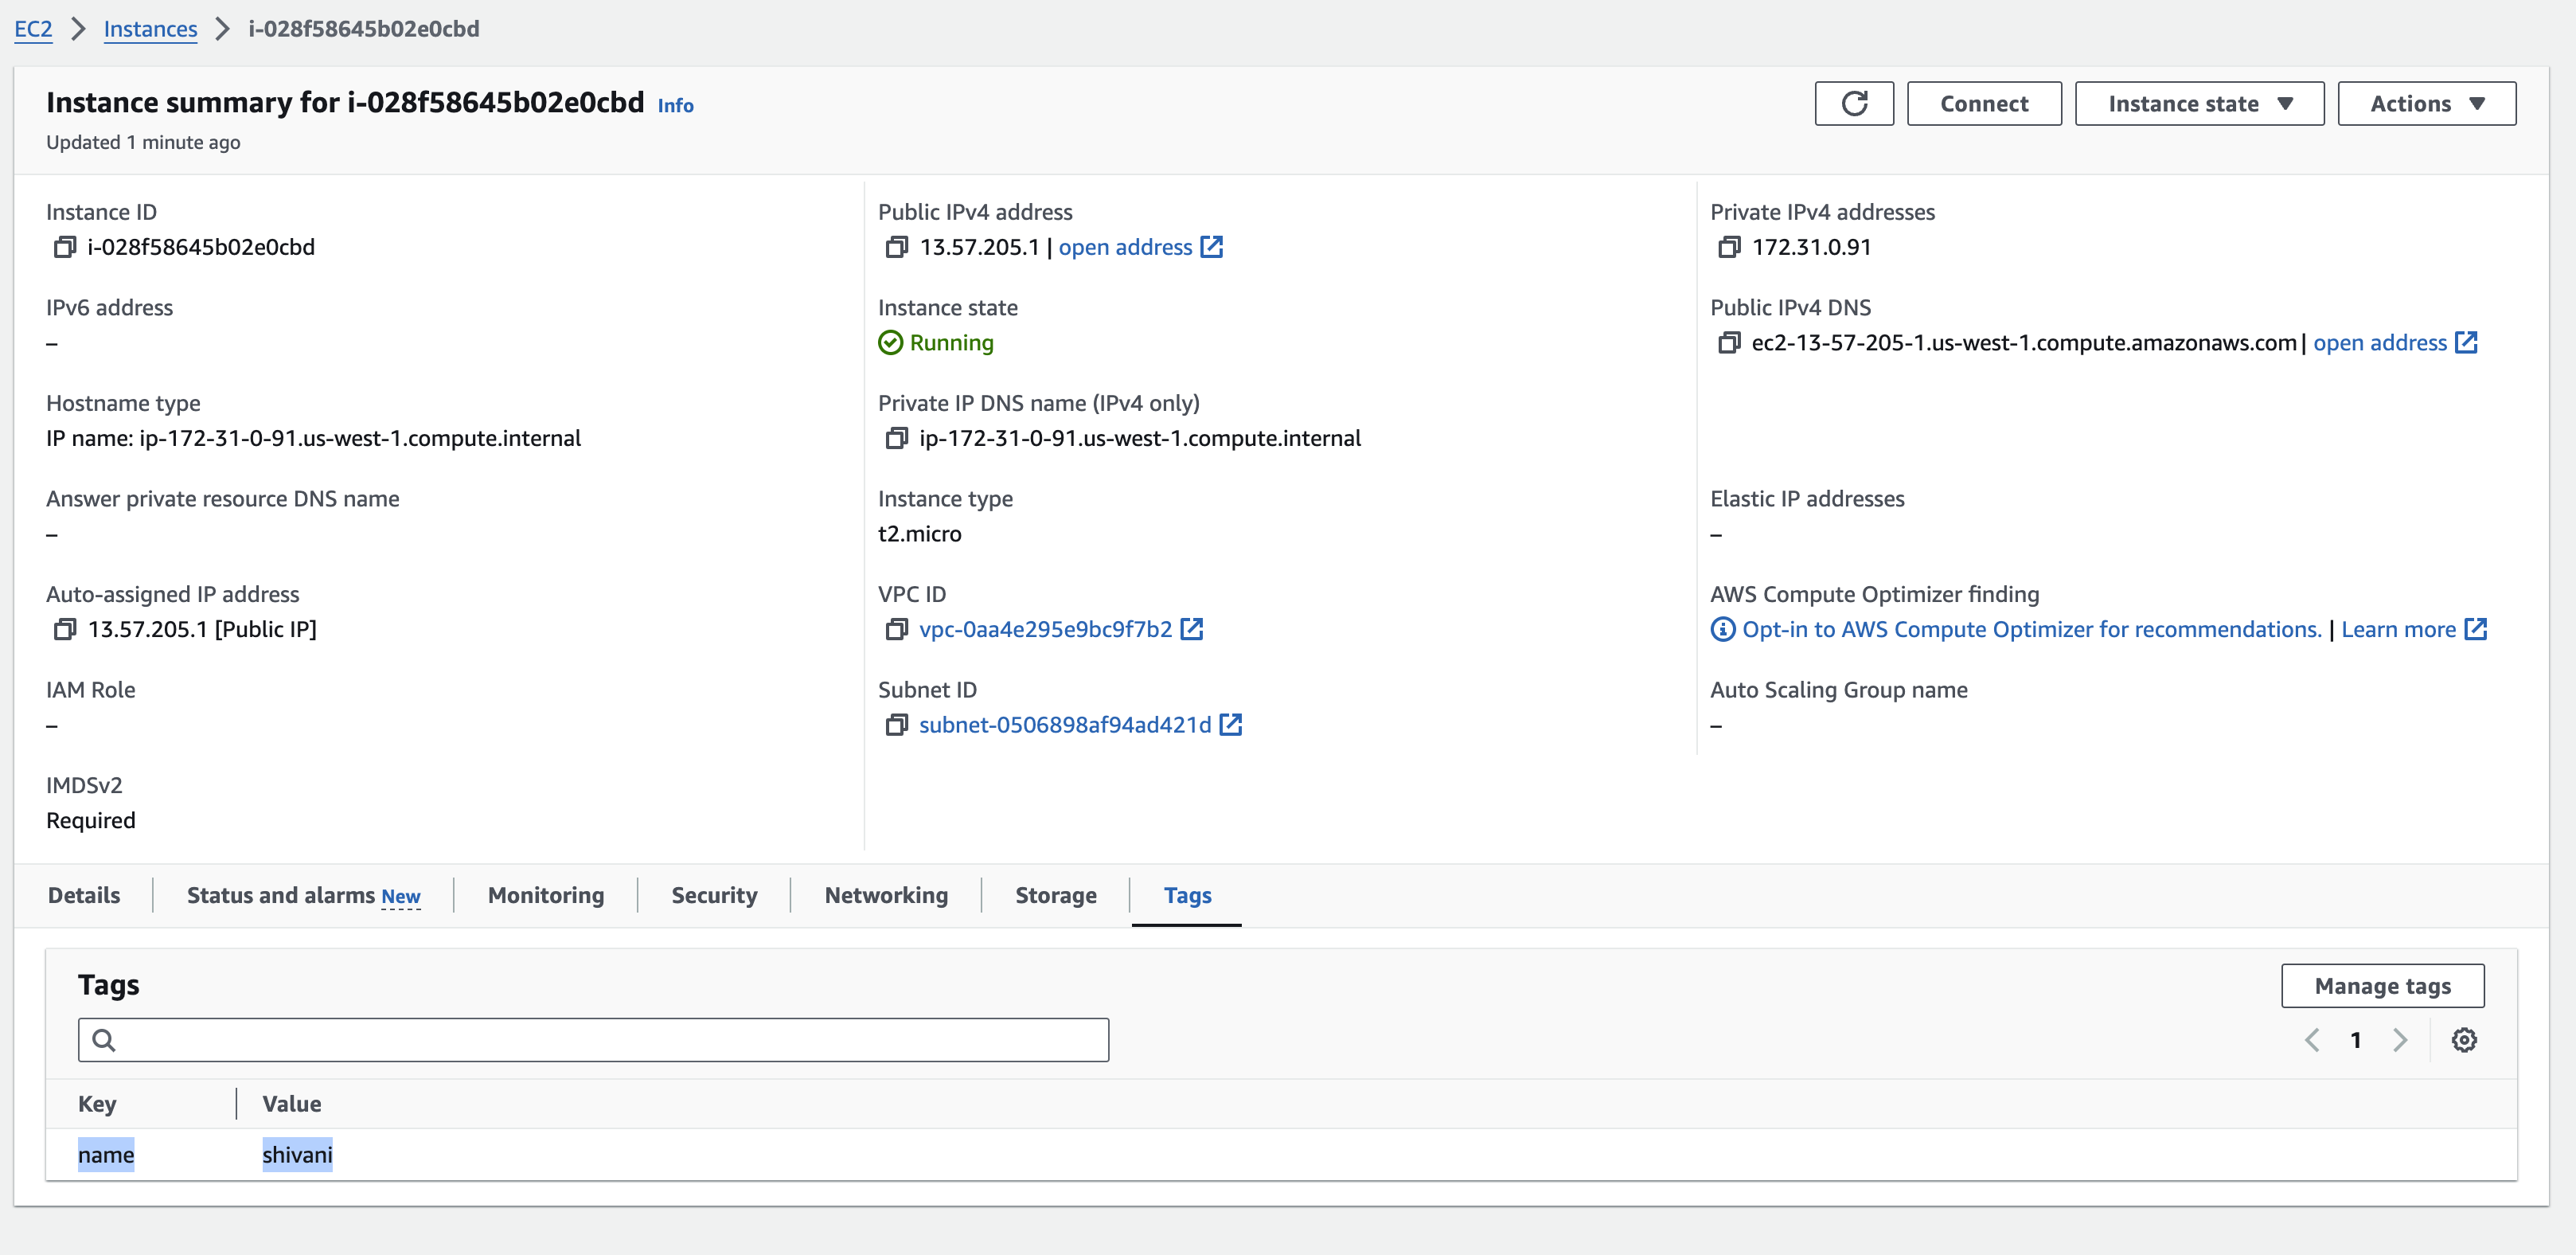 EC2 > Instances > i-028f58645b02e0cbd
Instance summary for i-028f58645b02e0cbd Info
Updated 1 minute ago
Connect
Instance state
Actions
Instance ID
i-028f58645b02e0cbd
Public IPv4 address
13.57.205.1 | open address
Private IPv4 addresses
172.31.0.91
IPv6 address
–
Instance state
Running
Public IPv4 DNS
ec2-13-57-205-1.us-west-1.compute.amazonaws.com | open address
Hostname type
IP name: ip-172-31-0-91.us-west-1.compute.internal
Private IP DNS name (IPv4 only)
ip-172-31-0-91.us-west-1.compute.internal
Answer private resource DNS name
–
Instance type
t2.micro
Elastic IP addresses
–
Auto-assigned IP address
13.57.205.1 [Public IP]
VPC ID
vpc-0aa4e295e9bc9f7b2
AWS Compute Optimizer finding
Opt-in to AWS Compute Optimizer for recommendations. | Learn more
IAM Role
–
Subnet ID
subnet-0506898af94ad421d
Auto Scaling Group name
–
IMDSv2
Required
Details
Status and alarms New
Monitoring
Security
Networking
Storage
Tags
Tags
Manage tags
1
Key
Value
name
shivani